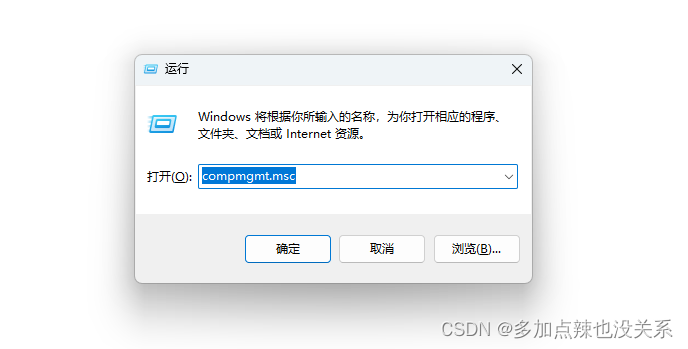 运行
Windows 将根据你所输入的名称，为你打开相应的程序、
文件夹、文档或 Internet 资源。
打开(O): compmgmt.msc
确定 取消 浏览(B)...
CSDN @多加点辣也没关系